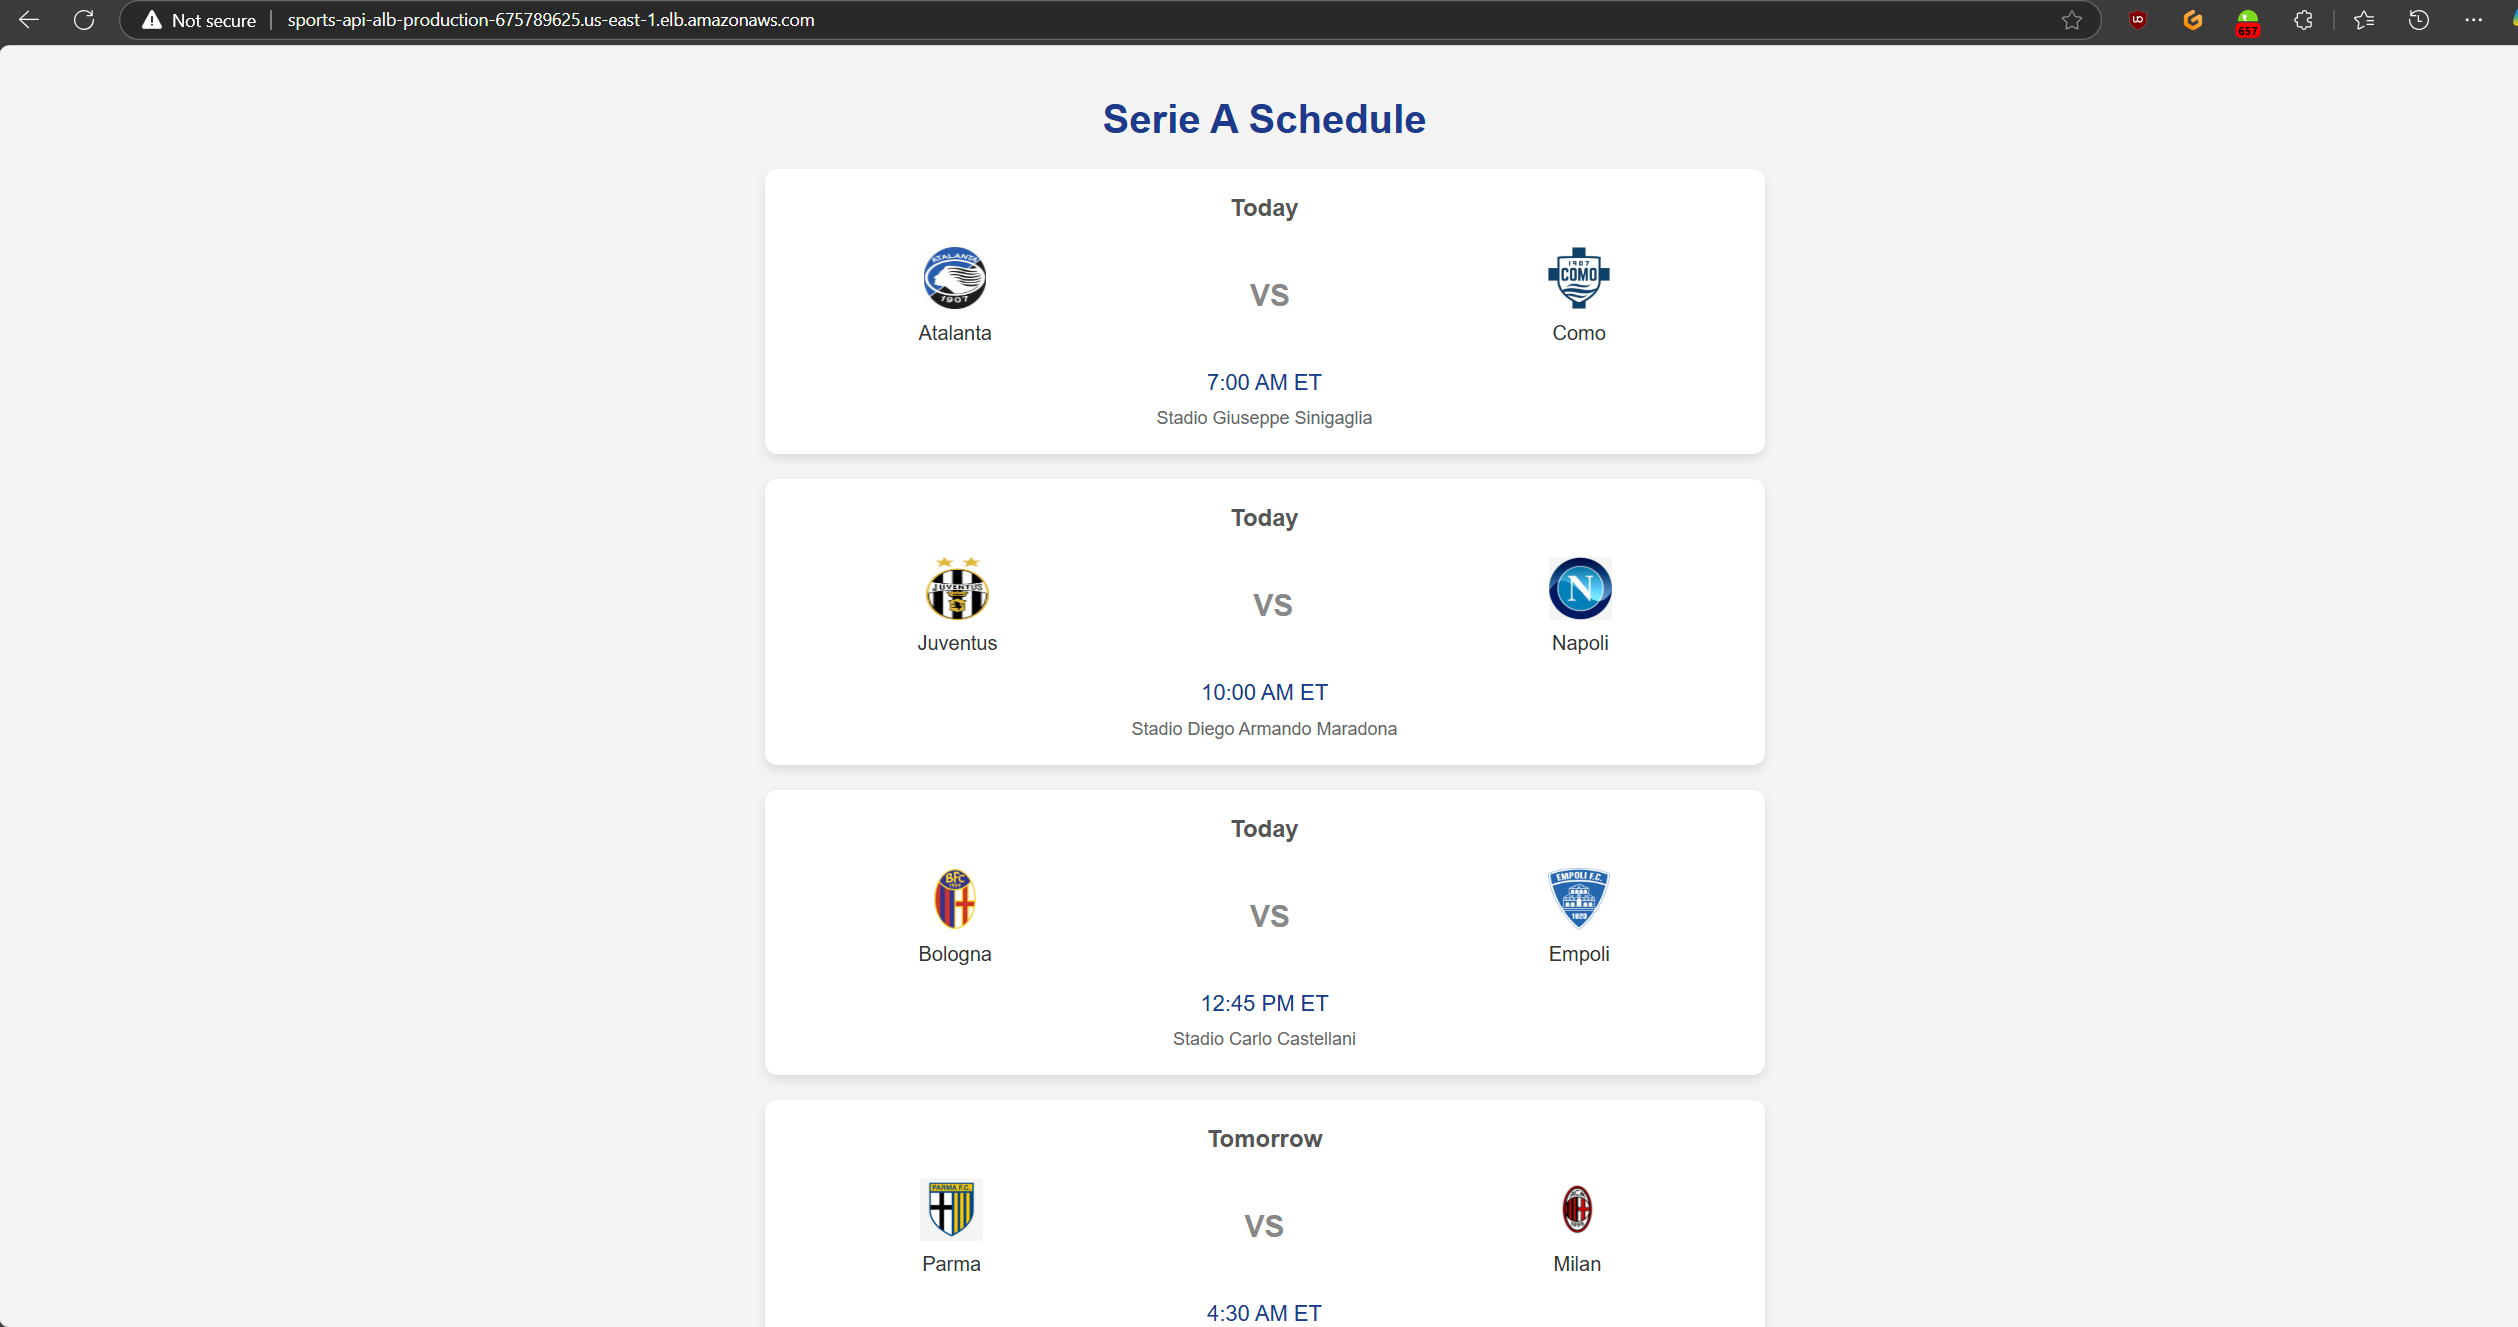 Not secure | sports-api-alb-production-675789625.us-east-1.elb.amazonaws.com
657
Serie A Schedule
Today
ATALANTA
1907
VS
1907
COMO
Atalanta
Como
7:00 AM ET
Stadio Giuseppe Sinigaglia
Today
JUVENTUS
VS
N
Juventus
Napoli
10:00 AM ET
Stadio Diego Armando Maradona
Today
BFC
1909
VS
EMPOLI F.C.
1920
Bologna
Empoli
12:45 PM ET
Stadio Carlo Castellani
Tomorrow
PARMA F.C.
VS
Parma
Milan
4:30 AM ET